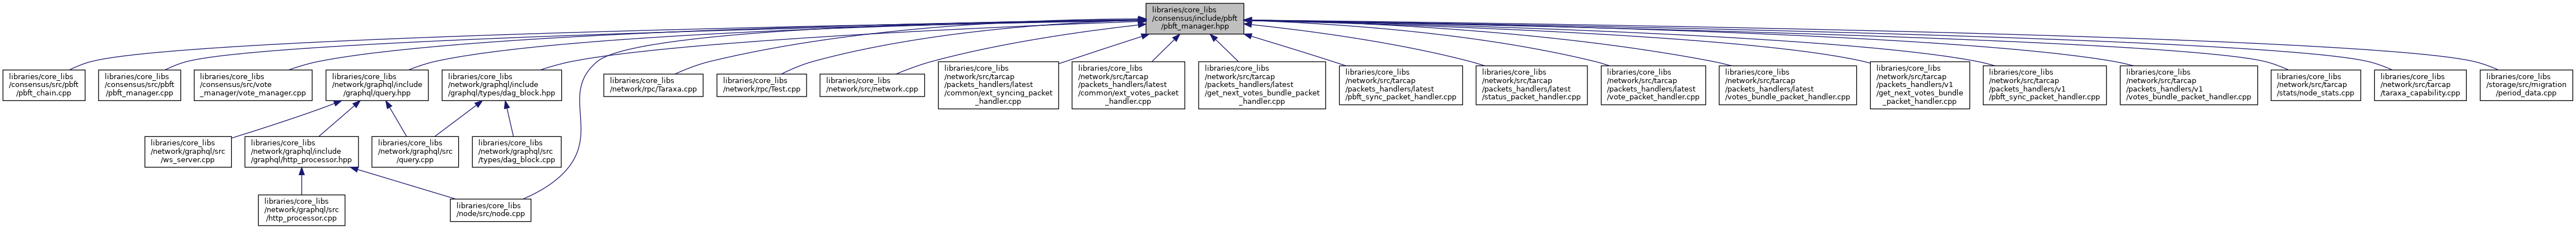 libraries/core_libs
/consensus/include/pbft
/pbft_manager.hpp
libraries/core_libs
/consensus/src/pbft
/pbft_chain.cpp
libraries/core_libs
/consensus/src/pbft
/pbft_manager.cpp
libraries/core_libs
/consensus/src/vote
_manager/vote_manager.cpp
libraries/core_libs
/network/graphql/include
/graphql/query.hpp
libraries/core_libs
/network/graphql/include
/graphql/types/dag_block.hpp
libraries/core_libs
/network/rpc/Taraxa.cpp
libraries/core_libs
/network/rpc/Test.cpp
libraries/core_libs
/network/src/network.cpp
libraries/core_libs
/network/src/tarcap
/packets_handlers/latest
/common/ext_syncing_packet
_handler.cpp
libraries/core_libs
/network/src/tarcap
/packets_handlers/latest
/common/ext_votes_packet
_handler.cpp
libraries/core_libs
/network/src/tarcap
/packets_handlers/latest
/get_next_votes_bundle_packet
_handler.cpp
libraries/core_libs
/network/src/tarcap
/packets_handlers/latest
/pbft_sync_packet_handler.cpp
libraries/core_libs
/network/src/tarcap
/packets_handlers/latest
/status_packet_handler.cpp
libraries/core_libs
/network/src/tarcap
/packets_handlers/latest
/vote_packet_handler.cpp
libraries/core_libs
/network/src/tarcap
/packets_handlers/latest
/votes_bundle_packet_handler.cpp
libraries/core_libs
/network/src/tarcap
/packets_handlers/v1
/get_next_votes_bundle
_packet_handler.cpp
libraries/core_libs
/network/src/tarcap
/packets_handlers/v1
/pbft_sync_packet_handler.cpp
libraries/core_libs
/network/src/tarcap
/packets_handlers/v1
/votes_bundle_packet_handler.cpp
libraries/core_libs
/network/src/tarcap
/stats/node_stats.cpp
libraries/core_libs
/network/src/tarcap
/taraxa_capability.cpp
libraries/core_libs
/storage/src/migration
/period_data.cpp
libraries/core_libs
/network/graphql/src
/ws_server.cpp
libraries/core_libs
/network/graphql/include
/graphql/http_processor.hpp
libraries/core_libs
/network/graphql/src
/query.cpp
libraries/core_libs
/network/graphql/src
/types/dag_block.cpp
libraries/core_libs
/network/graphql/src
/http_processor.cpp
libraries/core_libs
/node/src/node.cpp